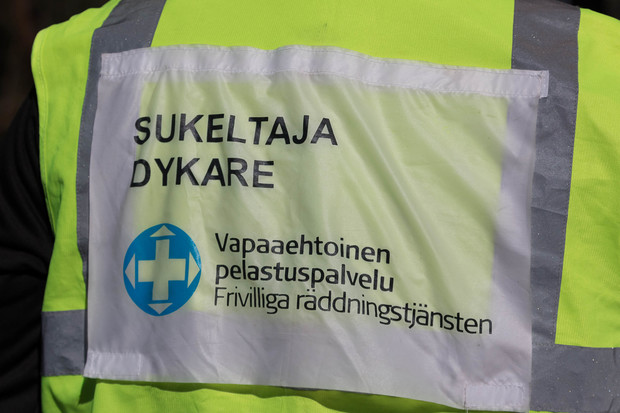 SUKELTAJA
DYKARE
Vapaaehtoinen
pelastuspalvelu
Frivilliga räddningstjänsten